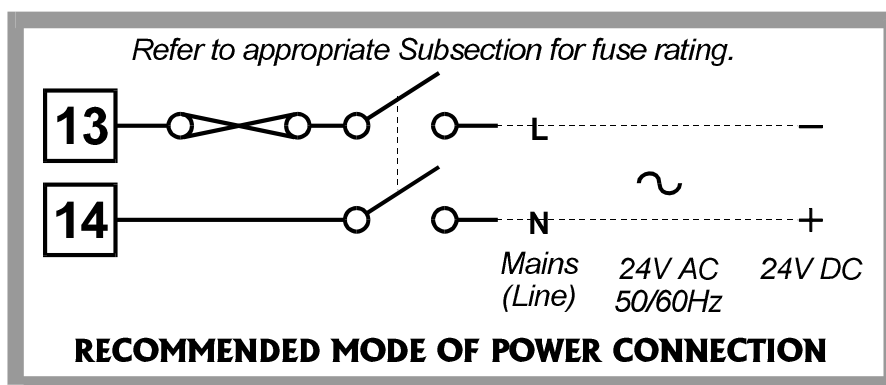 Refer to appropriate Subsection for fuse rating.
13
L
–
14
N
+
Mains
(Line)
24V AC
50/60Hz
24V DC
RECOMMENDED MODE OF POWER CONNECTION